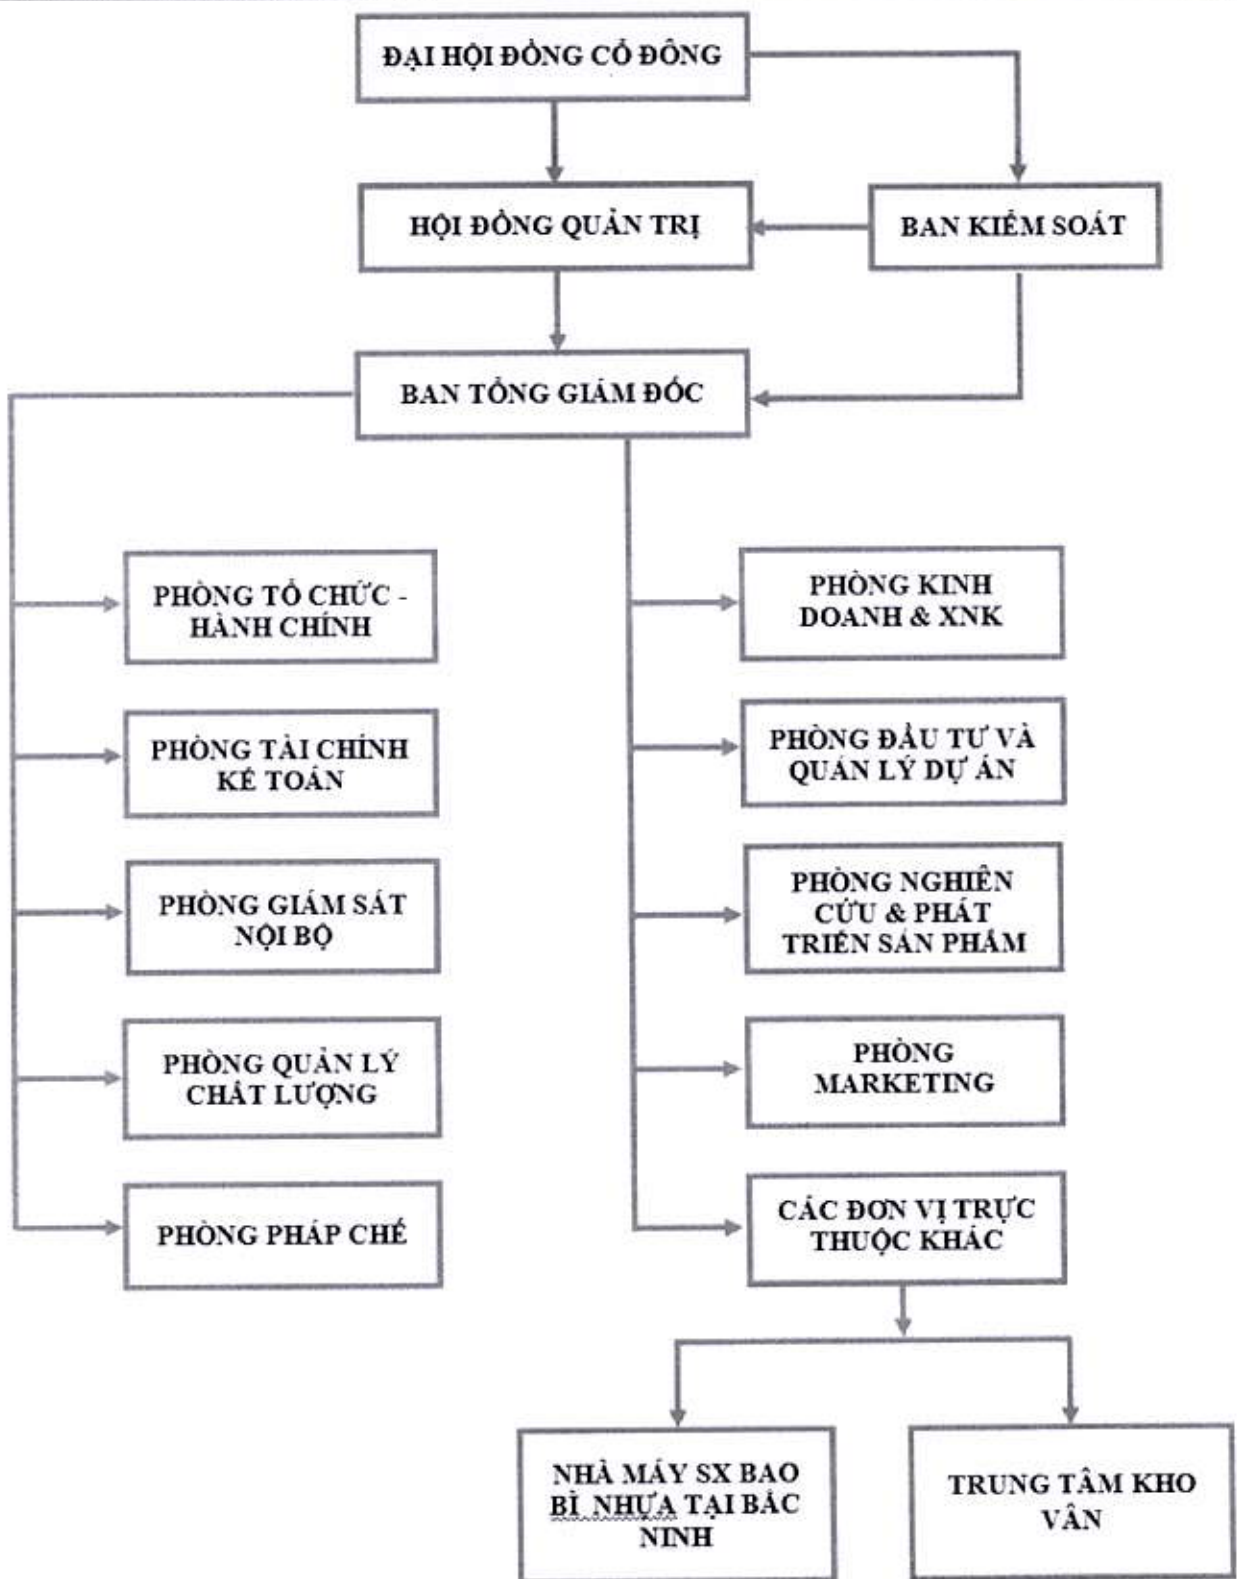 ĐẠI HỘI ĐỒNG CỔ ĐÔNG
HỘI ĐỒNG QUẢN TRỊ
BAN KIỂM SOÁT
BAN TỔNG GIÁM ĐỐC
PHÒNG TỔ CHỨC -
HÀNH CHÍNH
PHÒNG TÀI CHÍNH
KẾ TOÁN
PHÒNG GIÁM SÁT
NỘI BỘ
PHÒNG QUẢN LÝ
CHẤT LƯỢNG
PHÒNG PHÁP CHẾ
PHÒNG KINH
DOANH & XNK
PHÒNG ĐẦU TƯ VÀ
QUẢN LÝ DỰ ÁN
PHÒNG NGHIÊN
CỨU & PHÁT
TRIỂN SẢN PHẨM
PHÒNG
MARKETING
CÁC ĐƠN VỊ TRỰC
THUỘC KHÁC
NHÀ MÁY SX BAO
BÌ NHỰA TẠI BẮC
NINH
TRUNG TÂM KHO
VẬN